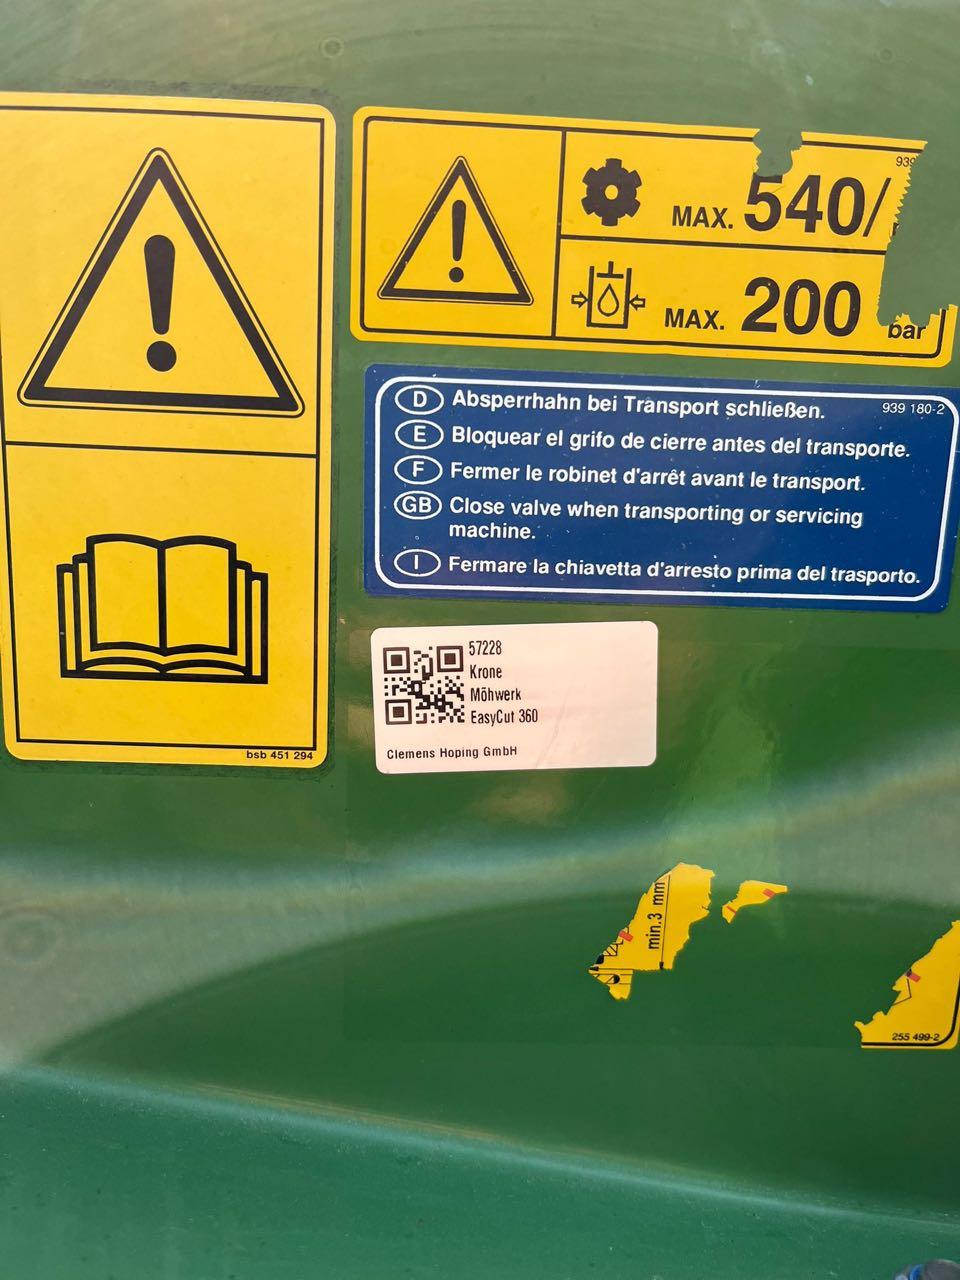 bsb 451 294
939
MAX. 540/
MAX. 200 bar
939 180-2
D Absperrhahn bei Transport schließen.
E Bloquear el grifo de cierre antes del transporte.
F Fermer le robinet d'arrêt avant le transport.
GB Close valve when transporting or servicing
machine.
I Fermare la chiavetta d'arresto prima del trasporto.
57228
Krone
Möhwerk
EasyCut 360
Clemens Hoping GmbH
min.3 mm
255 499-2